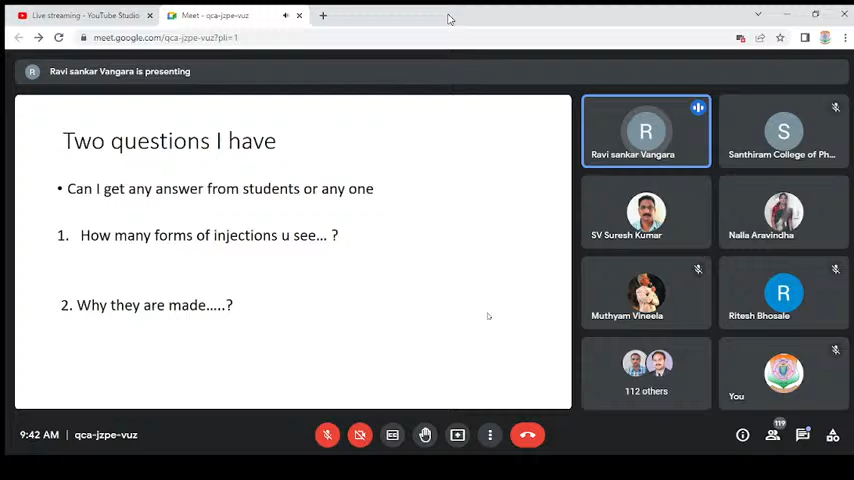 Live streaming - YouTube Studio
Meet - qca-jzpe-vuz
meet.google.com/qca-jzpe-vuz?pli=1
R
Ravi sankar Vangara is presenting
Two questions I have
• Can I get any answer from students or any one
1. How many forms of injections u see... ?
2. Why they are made.....?
R
Ravi sankar Vangara
S
Santhiram College of Ph...
SV Suresh Kumar
Nalla Aravindha
Muthyam Vineela
R
Ritesh Bhosale
112 others
You
9:42 AM | qca-jzpe-vuz
119